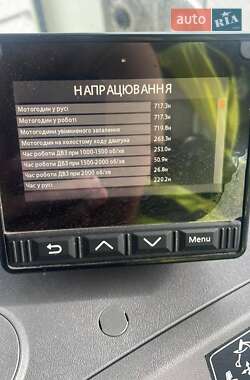 AUTO RIA
НАПРАЦЮВАННЯ
Мотогодин у русі 717.3н
Мотогодин у роботі 717.3н
Мотогодини увімкненого запалення 719.8н
Мотогодин на холостому ходу двигуна 263.3н
Час роботи ДВЗ при 1000-1500 об/хв 253.0н
Час роботи ДВЗ при 1500-2000 об/хв 50.9н
Час роботи ДВЗ при 2000 об/хв 26.8н
Час у русі 220.2н
Menu